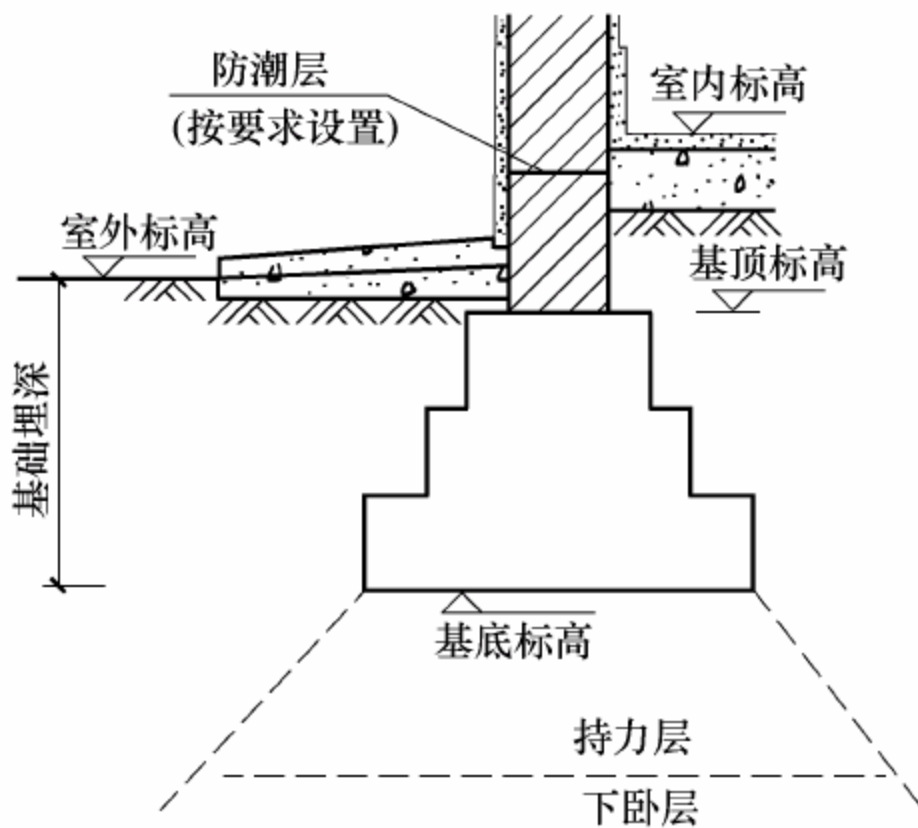 防潮层
(按要求设置)
室内标高
室外标高
基顶标高
基础埋深
基底标高
持力层
下卧层